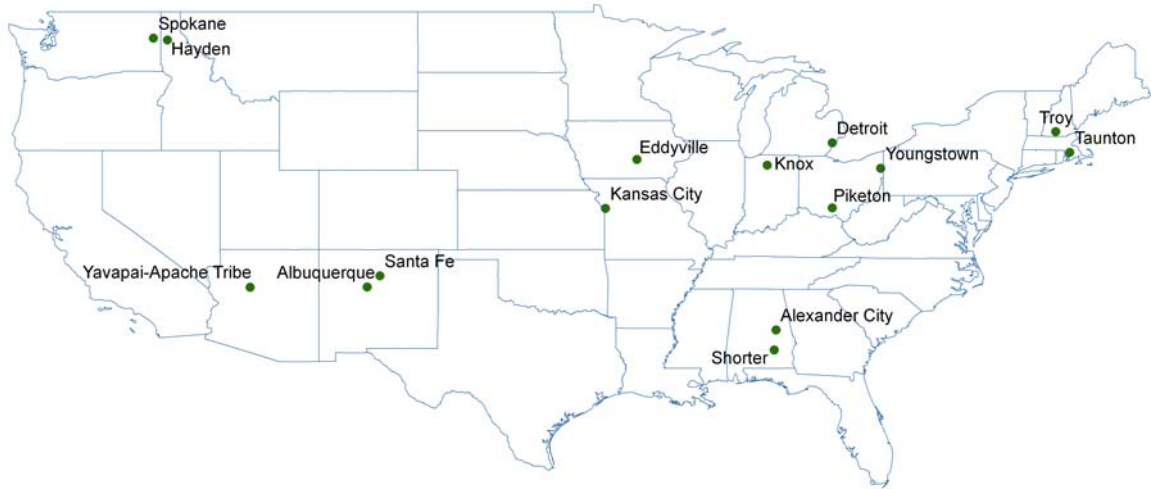 Spokane
Hayden
Troy
Detroit
Taunton
Eddyville
Youngstown
Knox
Kansas City
Piketon
Santa Fe
Yavapai-Apache Tribe
Albuquerque
Alexander City
Shorter